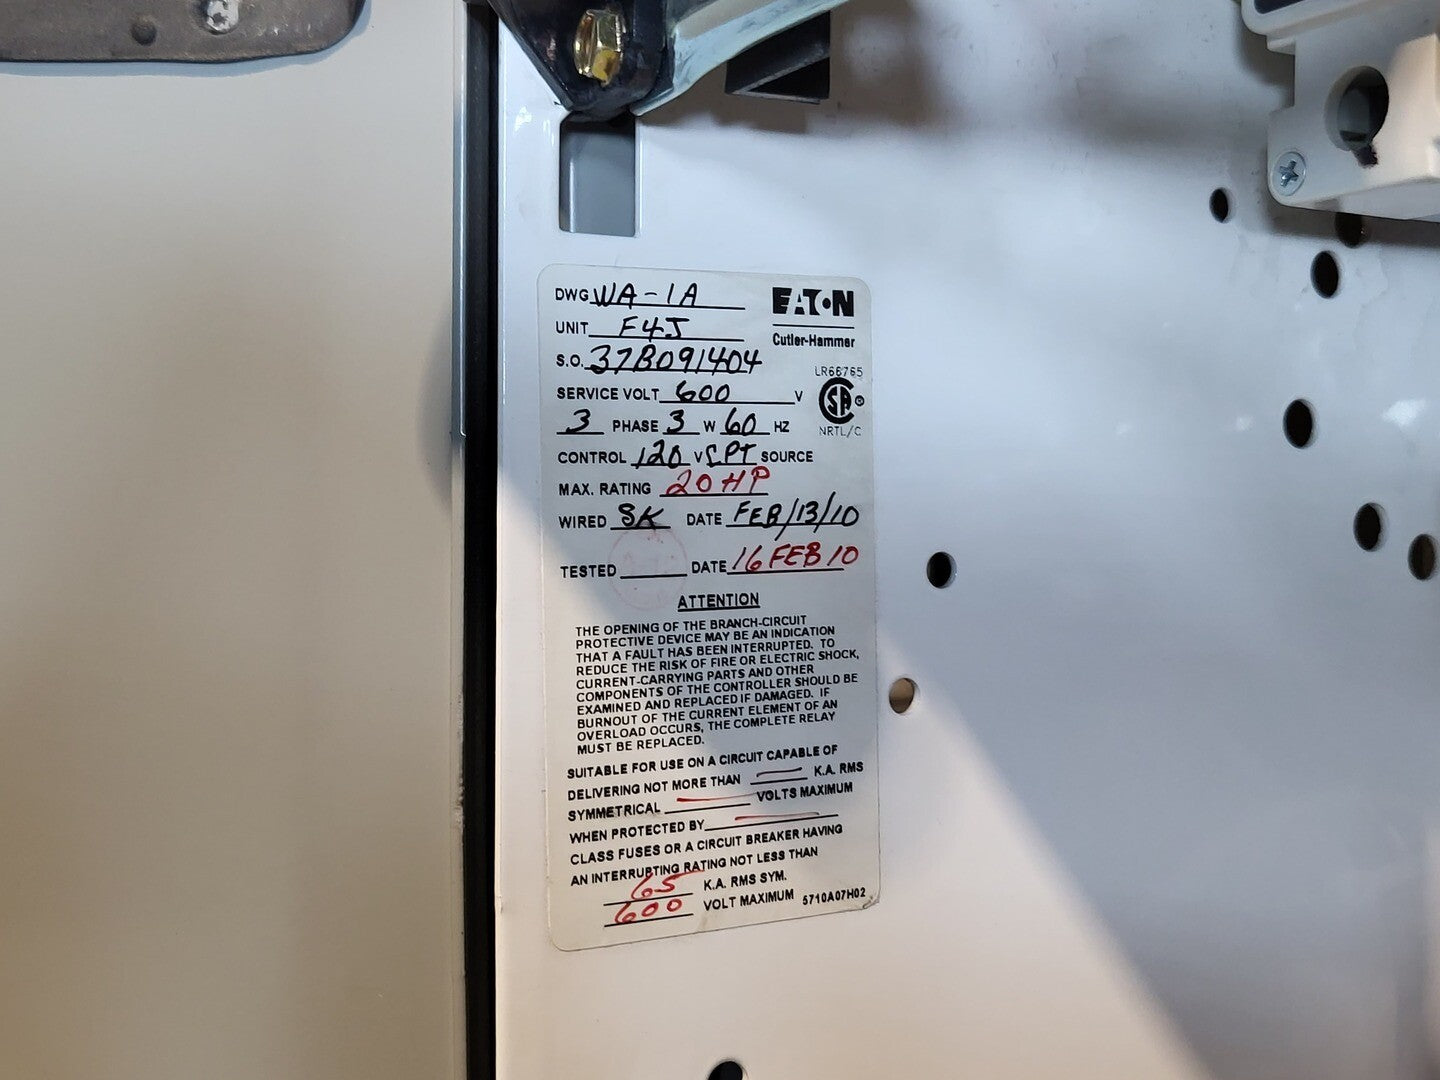 DWG WA-1A
EATON
UNIT F4J
Cutler-Hammer
S.O. 37B091404
LR66765
SERVICE VOLT 600 V
SA ®
3 PHASE 3 W 60 HZ
NRTL/C
CONTROL 120 V CPT SOURCE
MAX. RATING 20 HP
WIRED SK DATE FEB/13/10
TESTED DATE 16 FEB 10
ATTENTION
THE OPENING OF THE BRANCH-CIRCUIT
PROTECTIVE DEVICE MAY BE AN INDICATION
THAT A FAULT HAS BEEN INTERRUPTED. TO
REDUCE THE RISK OF FIRE OR ELECTRIC SHOCK,
CURRENT-CARRYING PARTS AND OTHER
COMPONENTS OF THE CONTROLLER SHOULD BE
EXAMINED AND REPLACED IF DAMAGED. IF
BURNOUT OF THE CURRENT ELEMENT OF AN
OVERLOAD OCCURS, THE COMPLETE RELAY
MUST BE REPLACED.
SUITABLE FOR USE ON A CIRCUIT CAPABLE OF
DELIVERING NOT MORE THAN — K.A. RMS
SYMMETRICAL — VOLTS MAXIMUM
WHEN PROTECTED BY —
CLASS FUSES OR A CIRCUIT BREAKER HAVING
AN INTERRUPTING RATING NOT LESS THAN
65 K.A. RMS SYM.
600 VOLT MAXIMUM 5710A07H02